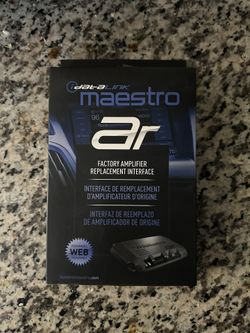 idataLINK
maestro
ar
FACTORY AMPLIFIER
REPLACEMENT INTERFACE
INTERFACE DE REMPLACEMENT
D'AMPLIFICATEUR D'ORIGINE
INTERFAZ DE REEMPLAZO
DE AMPLIFICADOR DE ORIGINE
WEB